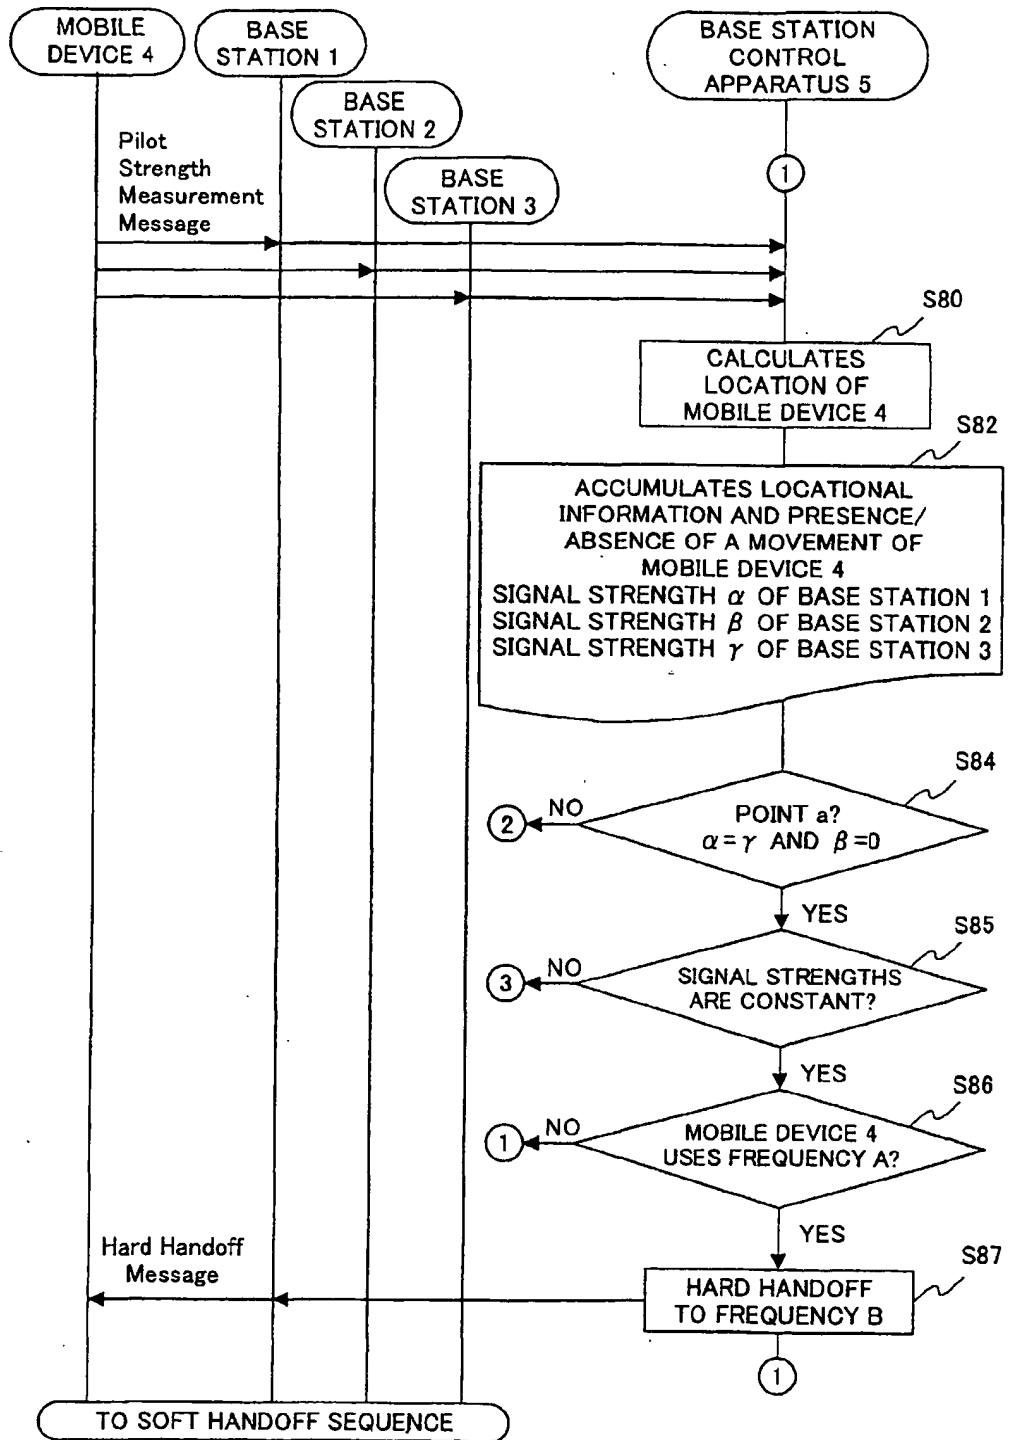 MOBILE
DEVICE 4
BASE
STATION 1
BASE STATION
CONTROL
APPARATUS 5
BASE
STATION 2
Pilot
Strength
Measurement
Message
BASE
STATION 3
1
S80
CALCULATES
LOCATION OF
MOBILE DEVICE 4
S82
ACCUMULATES LOCATIONAL
INFORMATION AND PRESENCE/
ABSENCE OF A MOVEMENT OF
MOBILE DEVICE 4
SIGNAL STRENGTH α OF BASE STATION 1
SIGNAL STRENGTH β OF BASE STATION 2
SIGNAL STRENGTH γ OF BASE STATION 3
S84
2
NO
POINT a?
α=γ AND β=0
YES
S85
3
NO
SIGNAL STRENGTHS
ARE CONSTANT?
YES
S86
1
NO
MOBILE DEVICE 4
USES FREQUENCY A?
YES
Hard Handoff
Message
S87
HARD HANDOFF
TO FREQUENCY B
1
TO SOFT HANDOFF SEQUENCE